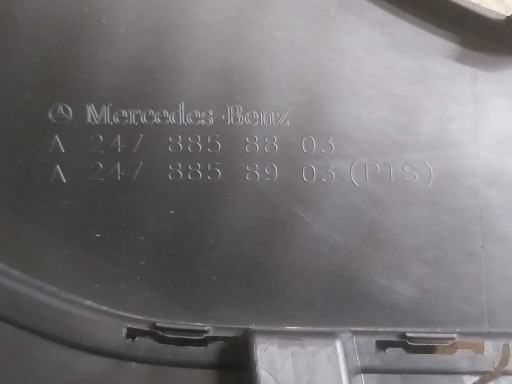 Mercedes-Benz
A 247 885 88 03
A 247 885 89 03 (PTS)